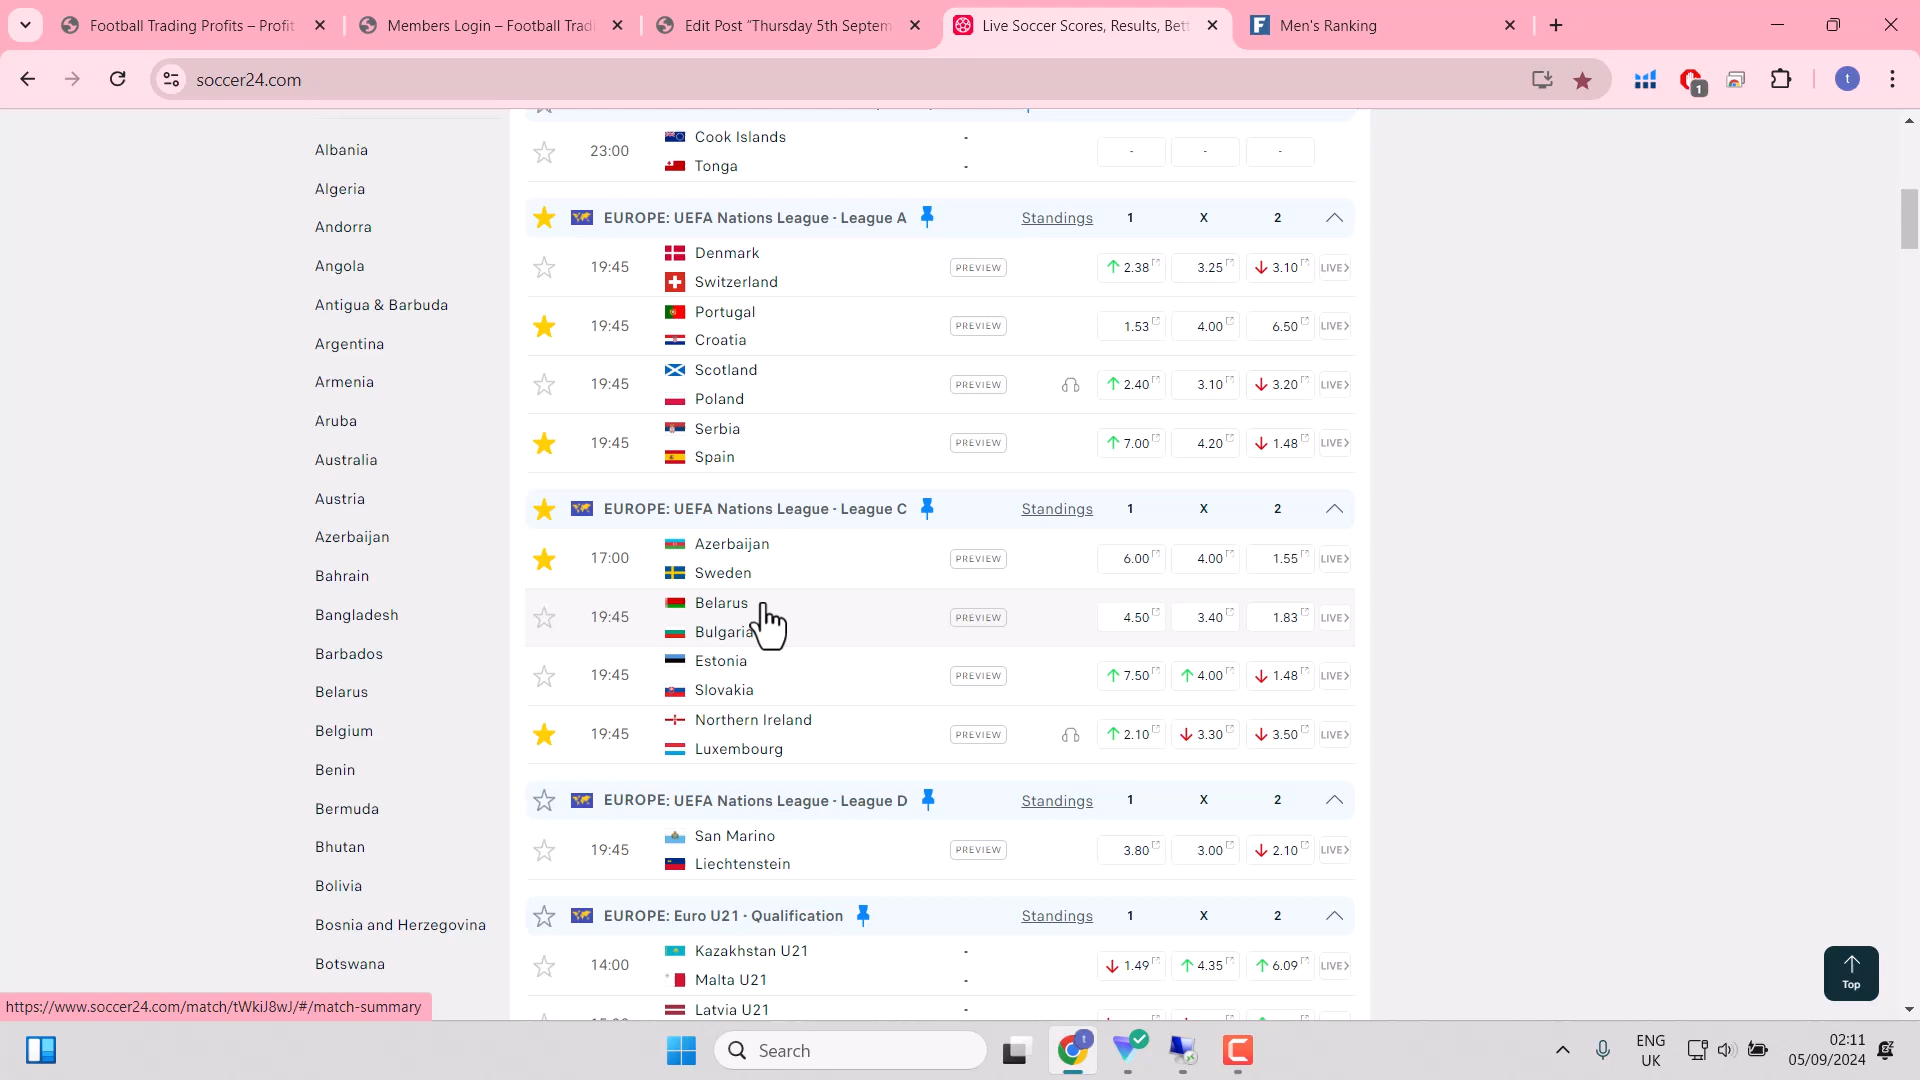 Football Trading Profits – Profit
Members Login – Football Tradi
Edit Post “Thursday 5th Septem
Live Soccer Scores, Results, Bett
Men's Ranking
soccer24.com
1
t
Albania
Algeria
Andorra
Angola
Antigua & Barbuda
Argentina
Armenia
Aruba
Australia
Austria
Azerbaijan
Bahrain
Bangladesh
Barbados
Belarus
Belgium
Benin
Bermuda
Bhutan
Bolivia
Bosnia and Herzegovina
Botswana
23:00 Cook Islands - - - -
Tonga -
EUROPE: UEFA Nations League - League A Standings 1 X 2
19:45 Denmark PREVIEW 2.38 3.25 3.10 LIVE
Switzerland
19:45 Portugal PREVIEW 1.53 4.00 6.50 LIVE
Croatia
19:45 Scotland PREVIEW 2.40 3.10 3.20 LIVE
Poland
19:45 Serbia PREVIEW 7.00 4.20 1.48 LIVE
Spain
EUROPE: UEFA Nations League - League C Standings 1 X 2
17:00 Azerbaijan PREVIEW 6.00 4.00 1.55 LIVE
Sweden
19:45 Belarus PREVIEW 4.50 3.40 1.83 LIVE
Bulgaria
19:45 Estonia PREVIEW 7.50 4.00 1.48 LIVE
Slovakia
19:45 Northern Ireland PREVIEW 2.10 3.30 3.50 LIVE
Luxembourg
EUROPE: UEFA Nations League - League D Standings 1 X 2
19:45 San Marino PREVIEW 3.80 3.00 2.10 LIVE
Liechtenstein
EUROPE: Euro U21 - Qualification Standings 1 X 2
14:00 Kazakhstan U21 - 1.49 4.35 6.09 LIVE
Malta U21 -
Latvia U21 -
Top
https://www.soccer24.com/match/tWkiJ8wJ/#/match-summary
Search
t
ENG
UK
02:11
05/09/2024